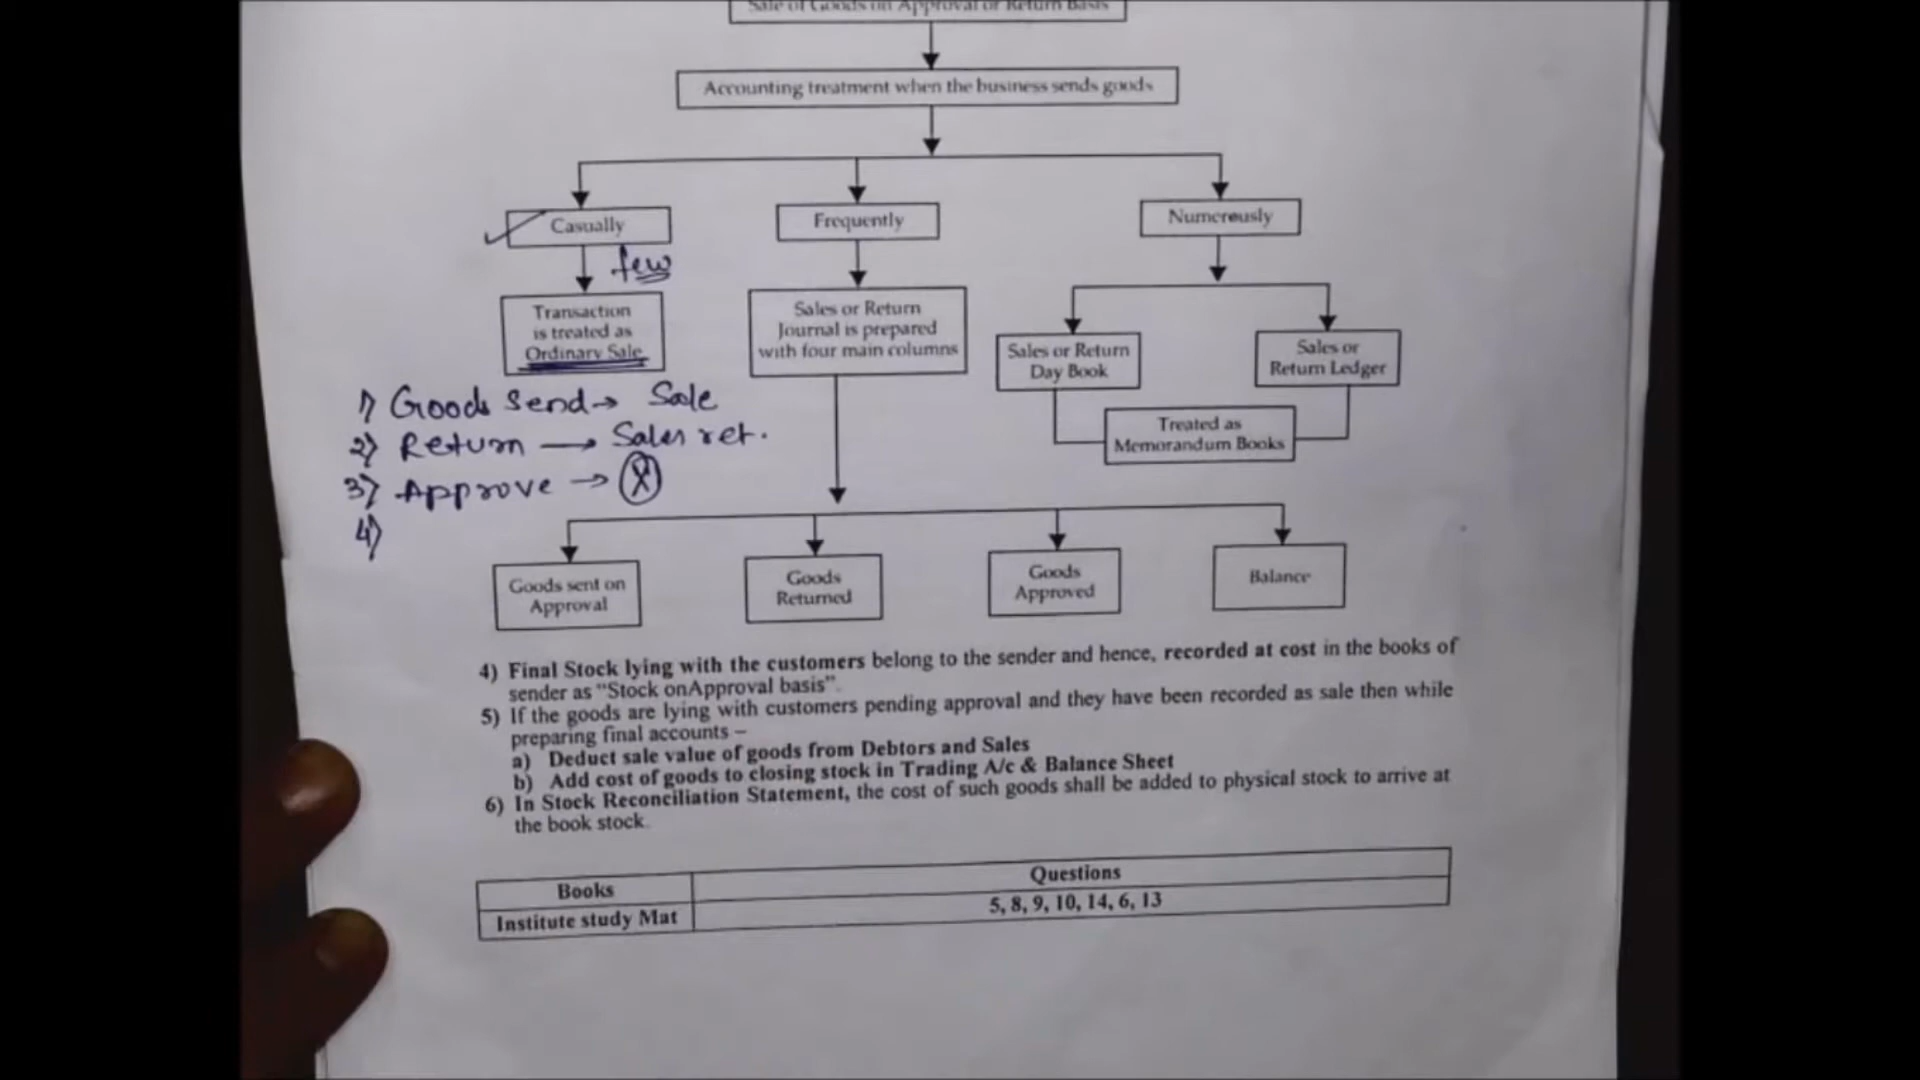 Sale of Goods on Approval or Return Basis
Accounting treatment when the business sends goods
Casually
Frequently
Numerously
few
Transaction
is treated as
Ordinary Sale
Sales or Return
Journal is prepared
with four main columns
Sales or Return
Day Book
Sales or
Return Ledger
Treated as
Memorandum Books
1) Goods send → Sale
2) Return → Sales ret.
3) Approve → X
4)
Goods sent on
Approval
Goods
Returned
Goods
Approved
Balance
4) Final Stock lying with the customers belong to the sender and hence, recorded at cost in the books of
sender as "Stock onApproval basis".
5) If the goods are lying with customers pending approval and they have been recorded as sale then while
preparing final accounts –
a) Deduct sale value of goods from Debtors and Sales
b) Add cost of goods to closing stock in Trading A/c & Balance Sheet
6) In Stock Reconciliation Statement, the cost of such goods shall be added to physical stock to arrive at
the book stock.
Books Questions
Institute study Mat 5, 8, 9, 10, 14, 6, 13